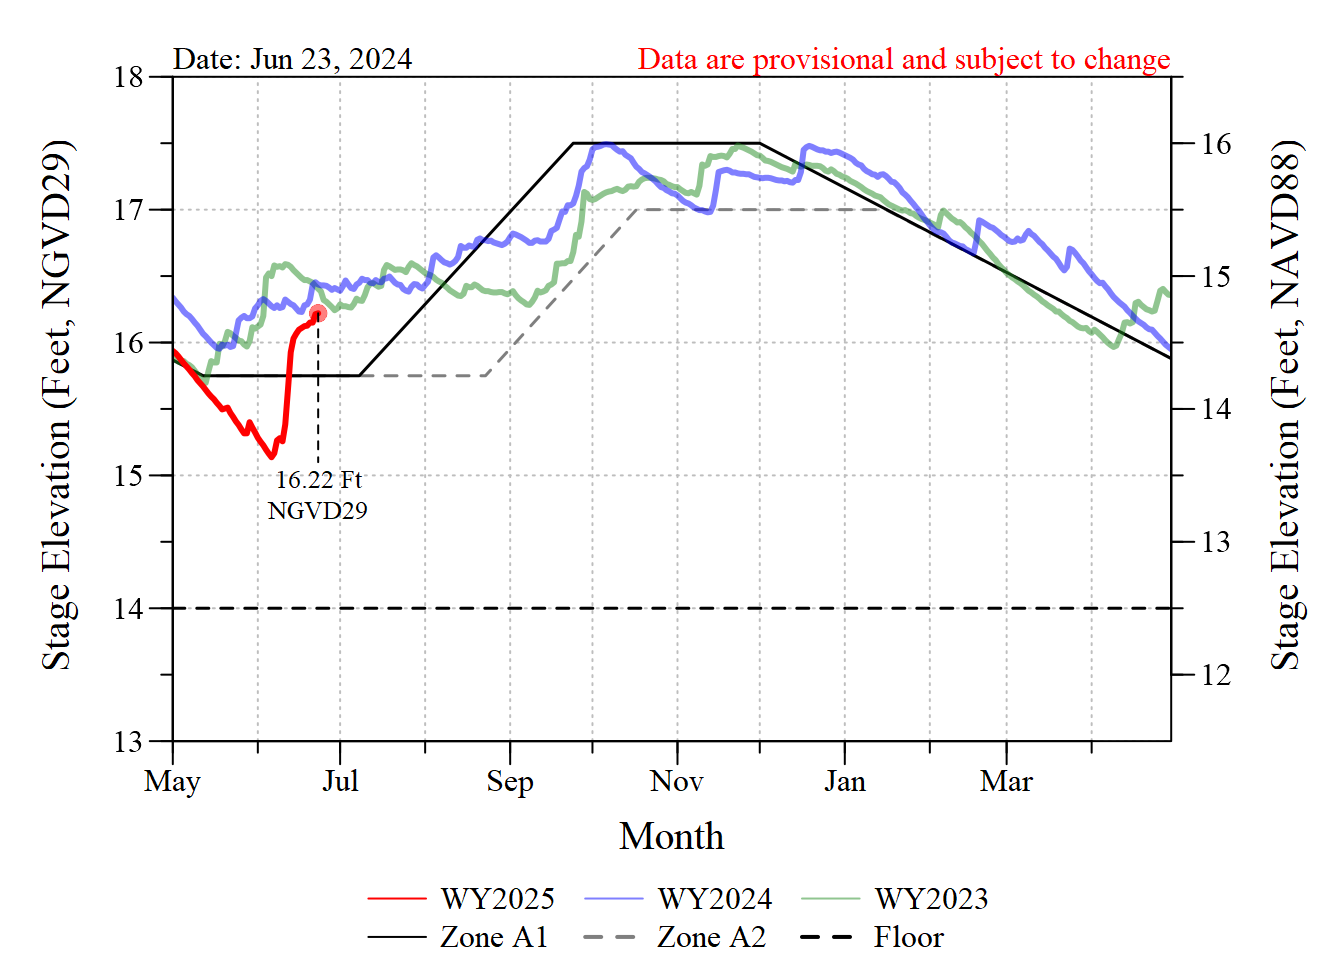 Date: Jun 23, 2024
Data are provisional and subject to change
Stage Elevation (Feet, NGVD29)
18
17
16
15
14
13
16.22 Ft
NGVD29
16
15
14
13
12
Stage Elevation (Feet, NAVD88)
May
Jul
Sep
Nov
Jan
Mar
Month
WY2025
WY2024
WY2023
Zone A1
Zone A2
Floor